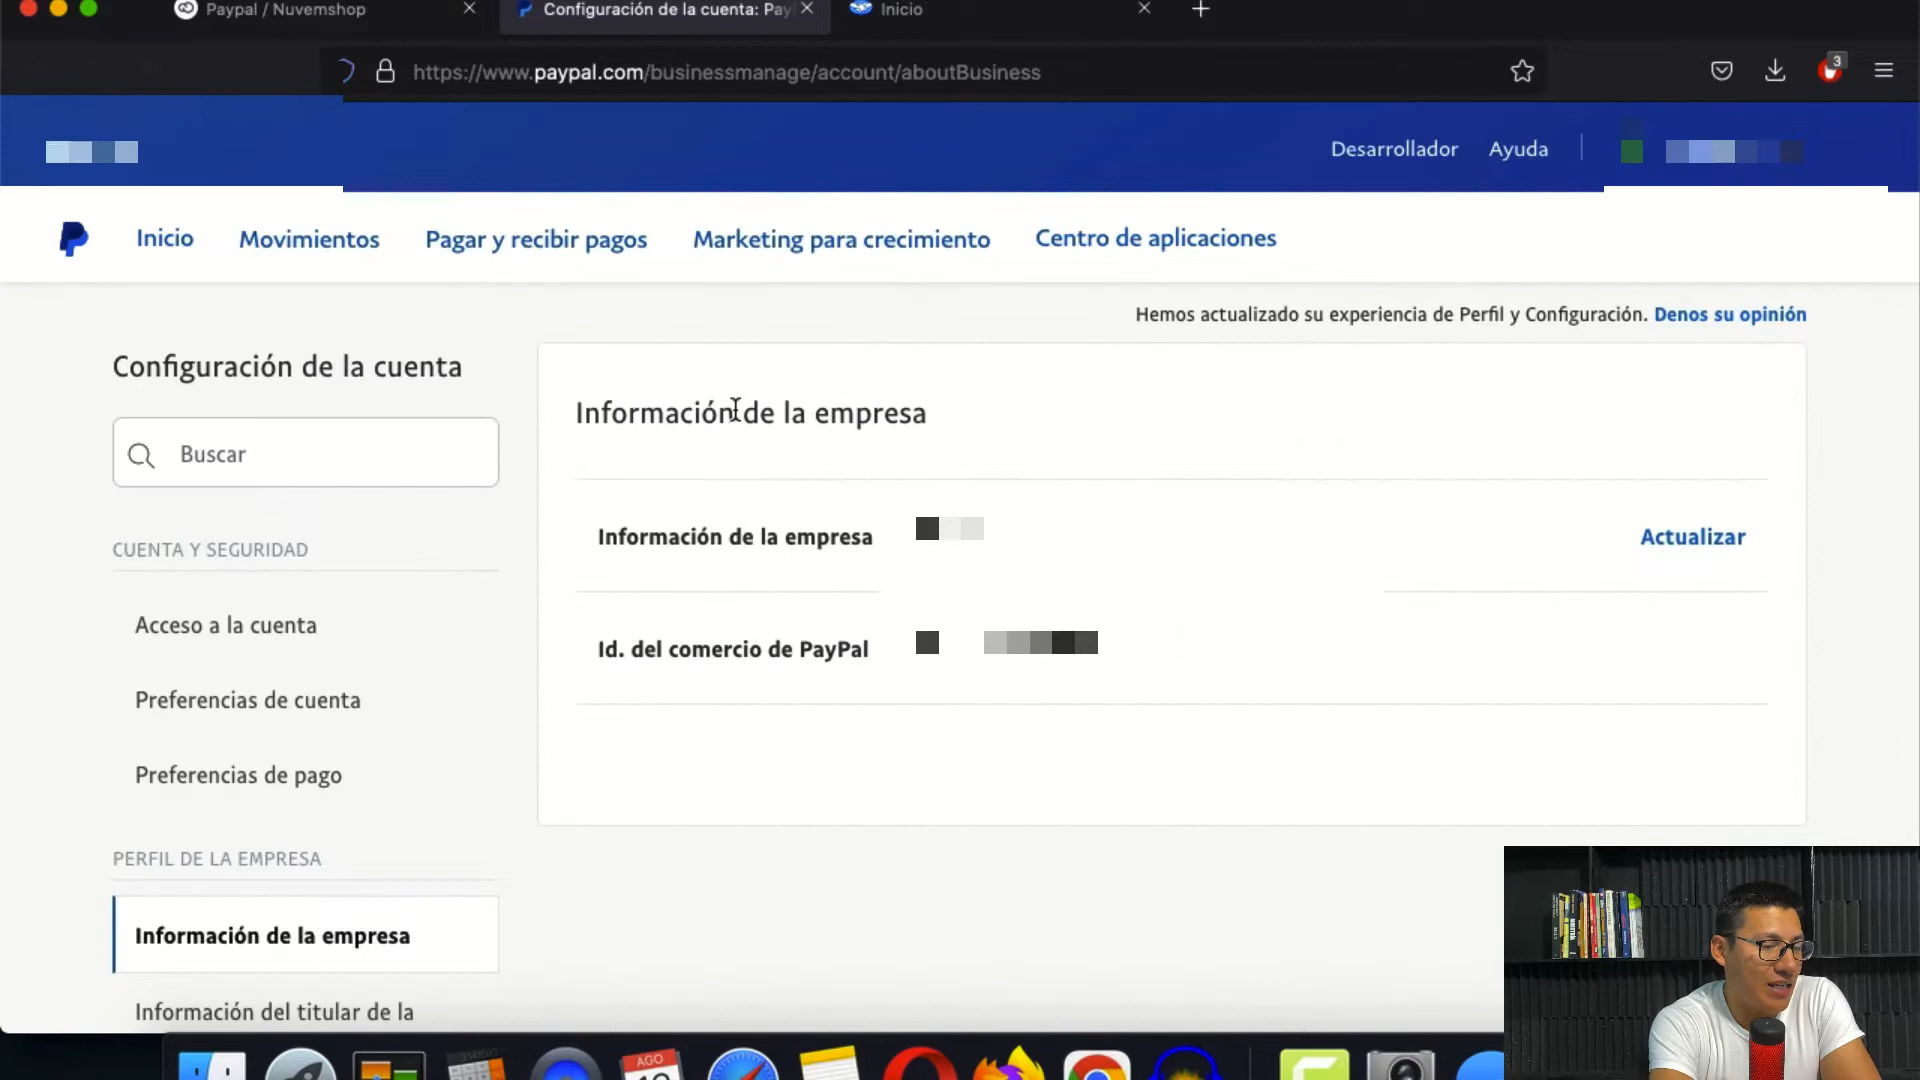 Paypal / Nuvemshop
Configuración de la cuenta: Pay
Inicio
https://www.paypal.com/businessmanage/account/aboutBusiness
3
Desarrollador
Ayuda
Inicio
Movimientos
Pagar y recibir pagos
Marketing para crecimiento
Centro de aplicaciones
Hemos actualizado su experiencia de Perfil y Configuración. Denos su opinión
Configuración de la cuenta
Buscar
CUENTA Y SEGURIDAD
Acceso a la cuenta
Preferencias de cuenta
Preferencias de pago
PERFIL DE LA EMPRESA
Información de la empresa
Información del titular de la
Información de la empresa
Información de la empresa
Actualizar
Id. del comercio de PayPal
AGO